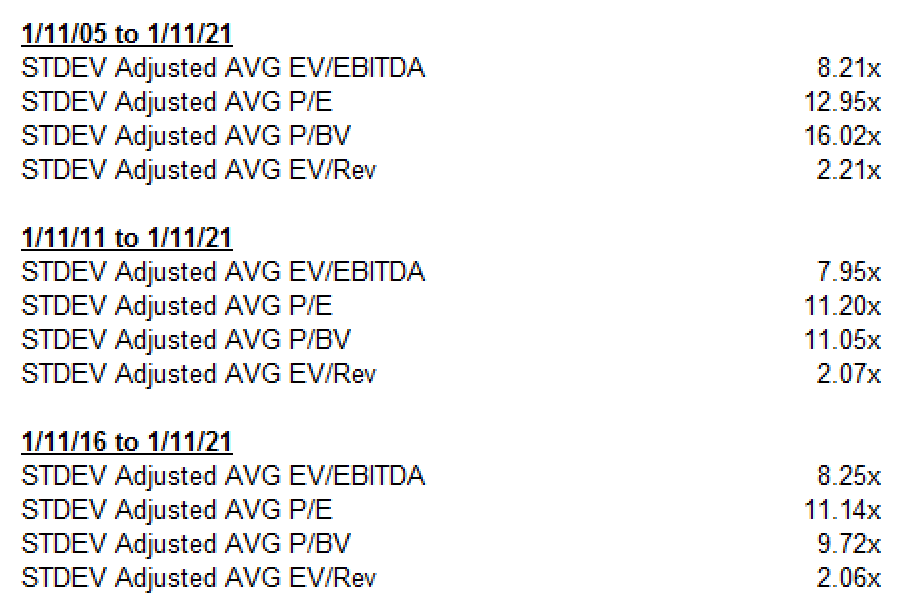 1/11/05 to 1/11/21
STDEV Adjusted AVG EV/EBITDA 8.21x
STDEV Adjusted AVG P/E 12.95x
STDEV Adjusted AVG P/BV 16.02x
STDEV Adjusted AVG EV/Rev 2.21x
1/11/11 to 1/11/21
STDEV Adjusted AVG EV/EBITDA 7.95x
STDEV Adjusted AVG P/E 11.20x
STDEV Adjusted AVG P/BV 11.05x
STDEV Adjusted AVG EV/Rev 2.07x
1/11/16 to 1/11/21
STDEV Adjusted AVG EV/EBITDA 8.25x
STDEV Adjusted AVG P/E 11.14x
STDEV Adjusted AVG P/BV 9.72x
STDEV Adjusted AVG EV/Rev 2.06x